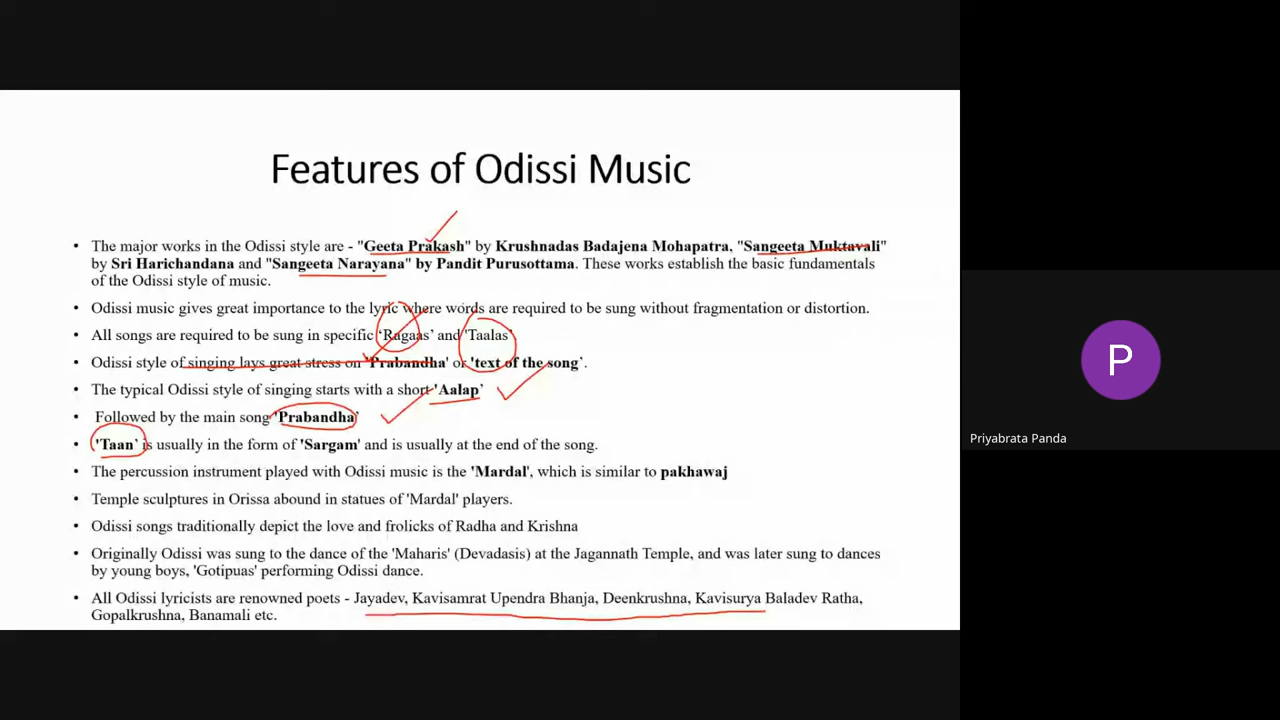 Features of Odissi Music
• The major works in the Odissi style are - "Geeta Prakash" by Krushnadas Badajena Mohapatra, "Sangeeta Muktavali"
by Sri Harichandana and "Sangeeta Narayana" by Pandit Purusottama. These works establish the basic fundamentals
of the Odissi style of music.
• Odissi music gives great importance to the lyric where words are required to be sung without fragmentation or distortion.
• All songs are required to be sung in specific ‘Ragaas’ and 'Taalas’
• Odissi style of singing lays great stress on 'Prabandha' or 'text of the song`.
• The typical Odissi style of singing starts with a short 'Aalap’
• Followed by the main song 'Prabandha’
• 'Taan’ is usually in the form of 'Sargam' and is usually at the end of the song.
• The percussion instrument played with Odissi music is the 'Mardal', which is similar to pakhawaj
• Temple sculptures in Orissa abound in statues of 'Mardal' players.
• Odissi songs traditionally depict the love and frolicks of Radha and Krishna
• Originally Odissi was sung to the dance of the 'Maharis' (Devadasis) at the Jagannath Temple, and was later sung to dances
by young boys, 'Gotipuas' performing Odissi dance.
• All Odissi lyricists are renowned poets - Jayadev, Kavisamrat Upendra Bhanja, Deenkrushna, Kavisurya Baladev Ratha,
Gopalkrushna, Banamali etc.
P
Priyabrata Panda